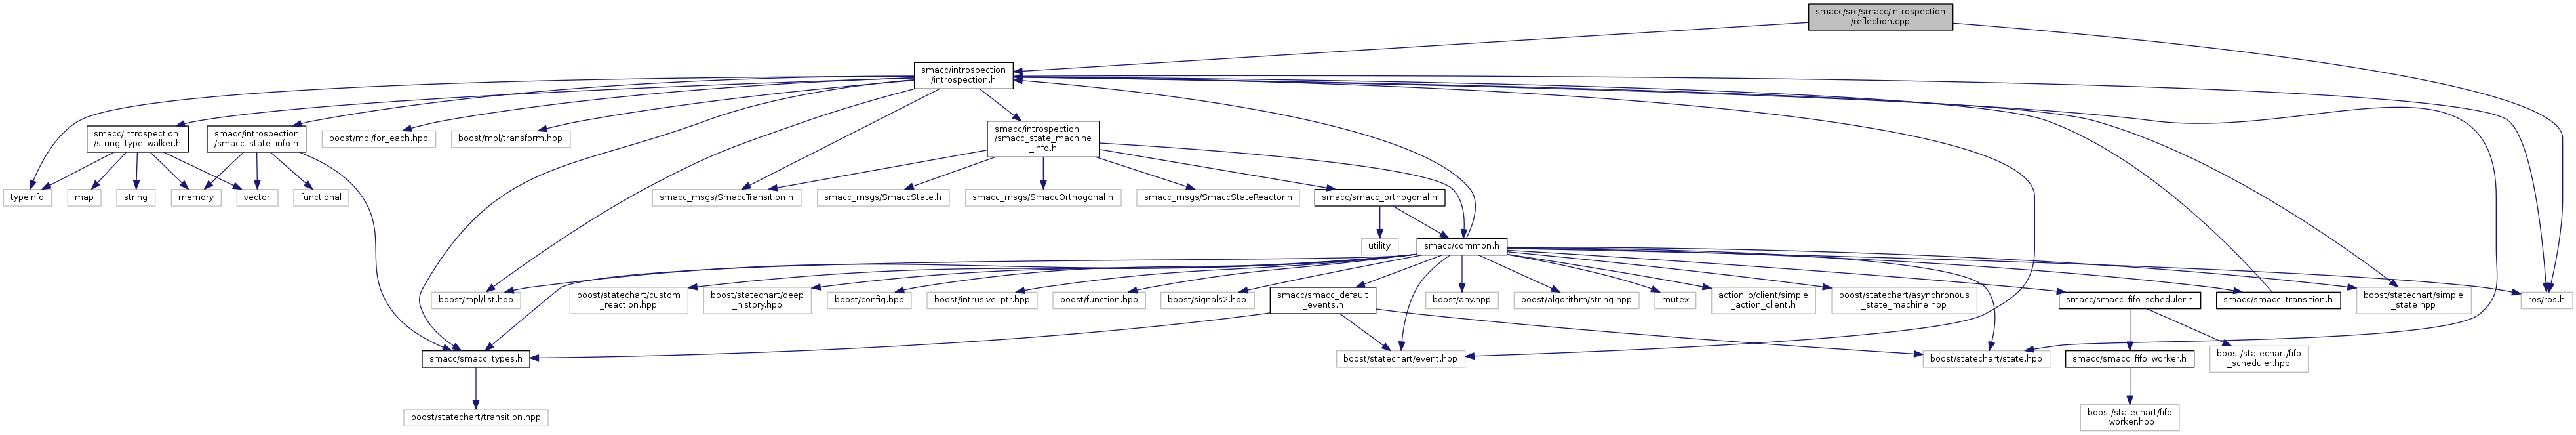 smacc/src/smacc/introspection
/reflection.cpp
smacc/introspection
/introspection.h
smacc/introspection
/string_type_walker.h
smacc/introspection
/smacc_state_info.h
boost/mpl/for_each.hpp
boost/mpl/transform.hpp
smacc/introspection
/smacc_state_machine
_info.h
typeinfo
map
string
memory
vector
functional
smacc_msgs/SmaccTransition.h
smacc_msgs/SmaccState.h
smacc_msgs/SmaccOrthogonal.h
smacc_msgs/SmaccStateReactor.h
smacc/smacc_orthogonal.h
utility
smacc/common.h
boost/mpl/list.hpp
boost/statechart/custom
_reaction.hpp
boost/statechart/deep
_history.hpp
boost/config.hpp
boost/intrusive_ptr.hpp
boost/function.hpp
boost/signals2.hpp
smacc/smacc_default
_events.h
boost/any.hpp
boost/algorithm/string.hpp
mutex
actionlib/client/simple
_action_client.h
boost/statechart/asynchronous
_state_machine.hpp
smacc/smacc_fifo_scheduler.h
smacc/smacc_transition.h
boost/statechart/simple
_state.hpp
ros/ros.h
smacc/smacc_types.h
boost/statechart/event.hpp
boost/statechart/state.hpp
smacc/smacc_fifo_worker.h
boost/statechart/fifo
_scheduler.hpp
boost/statechart/transition.hpp
boost/statechart/fifo
_worker.hpp